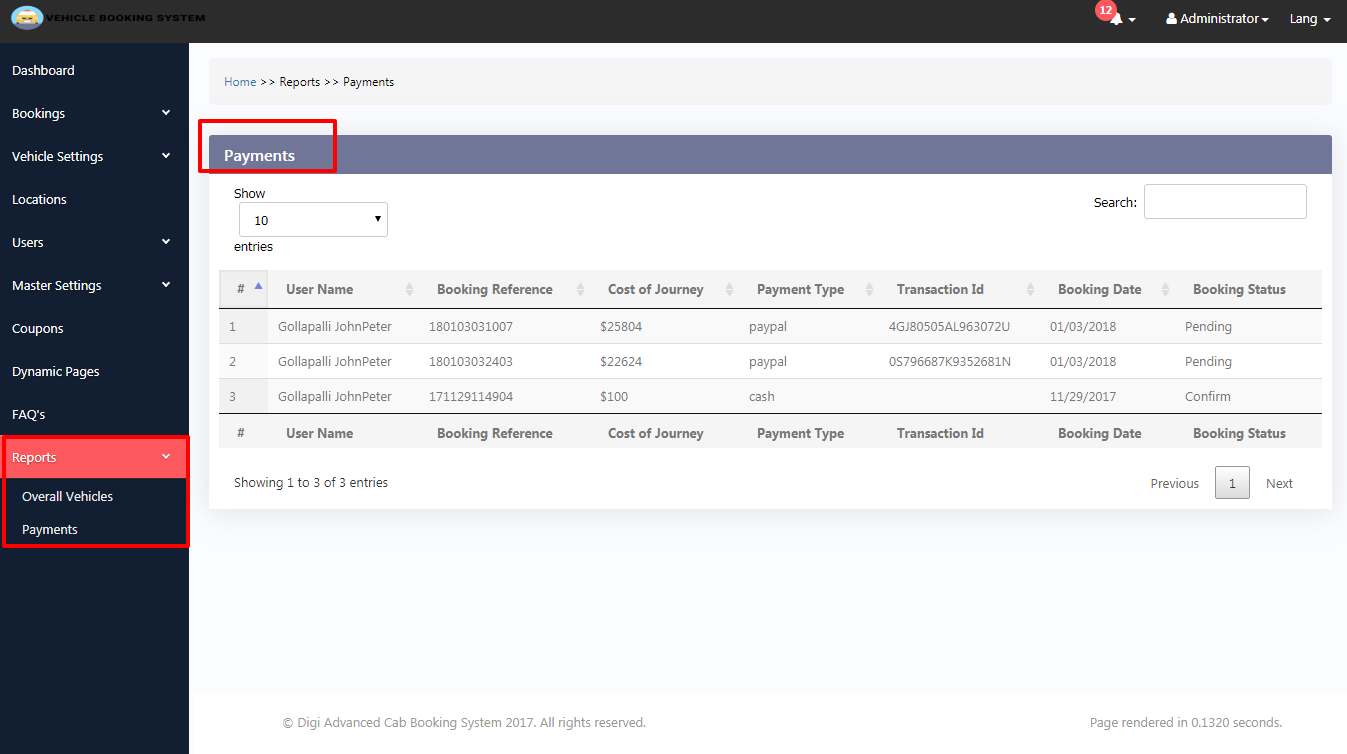 VEHICLE BOOKING SYSTEM
12
Administrator
Lang
Dashboard
Bookings
Vehicle Settings
Locations
Users
Master Settings
Coupons
Dynamic Pages
FAQ's
Reports
Overall Vehicles
Payments
Home >> Reports >> Payments
Payments
Show
10
entries
Search:
# User Name Booking Reference Cost of Journey Payment Type Transaction Id Booking Date Booking Status
1 Gollapalli JohnPeter 180103031007 $25804 paypal 4GJ80505AL963072U 01/03/2018 Pending
2 Gollapalli JohnPeter 180103032403 $22624 paypal 0S796687K9352681N 01/03/2018 Pending
3 Gollapalli JohnPeter 171129114904 $100 cash 11/29/2017 Confirm
# User Name Booking Reference Cost of Journey Payment Type Transaction Id Booking Date Booking Status
Showing 1 to 3 of 3 entries
Previous 1 Next
© Digi Advanced Cab Booking System 2017. All rights reserved.
Page rendered in 0.1320 seconds.